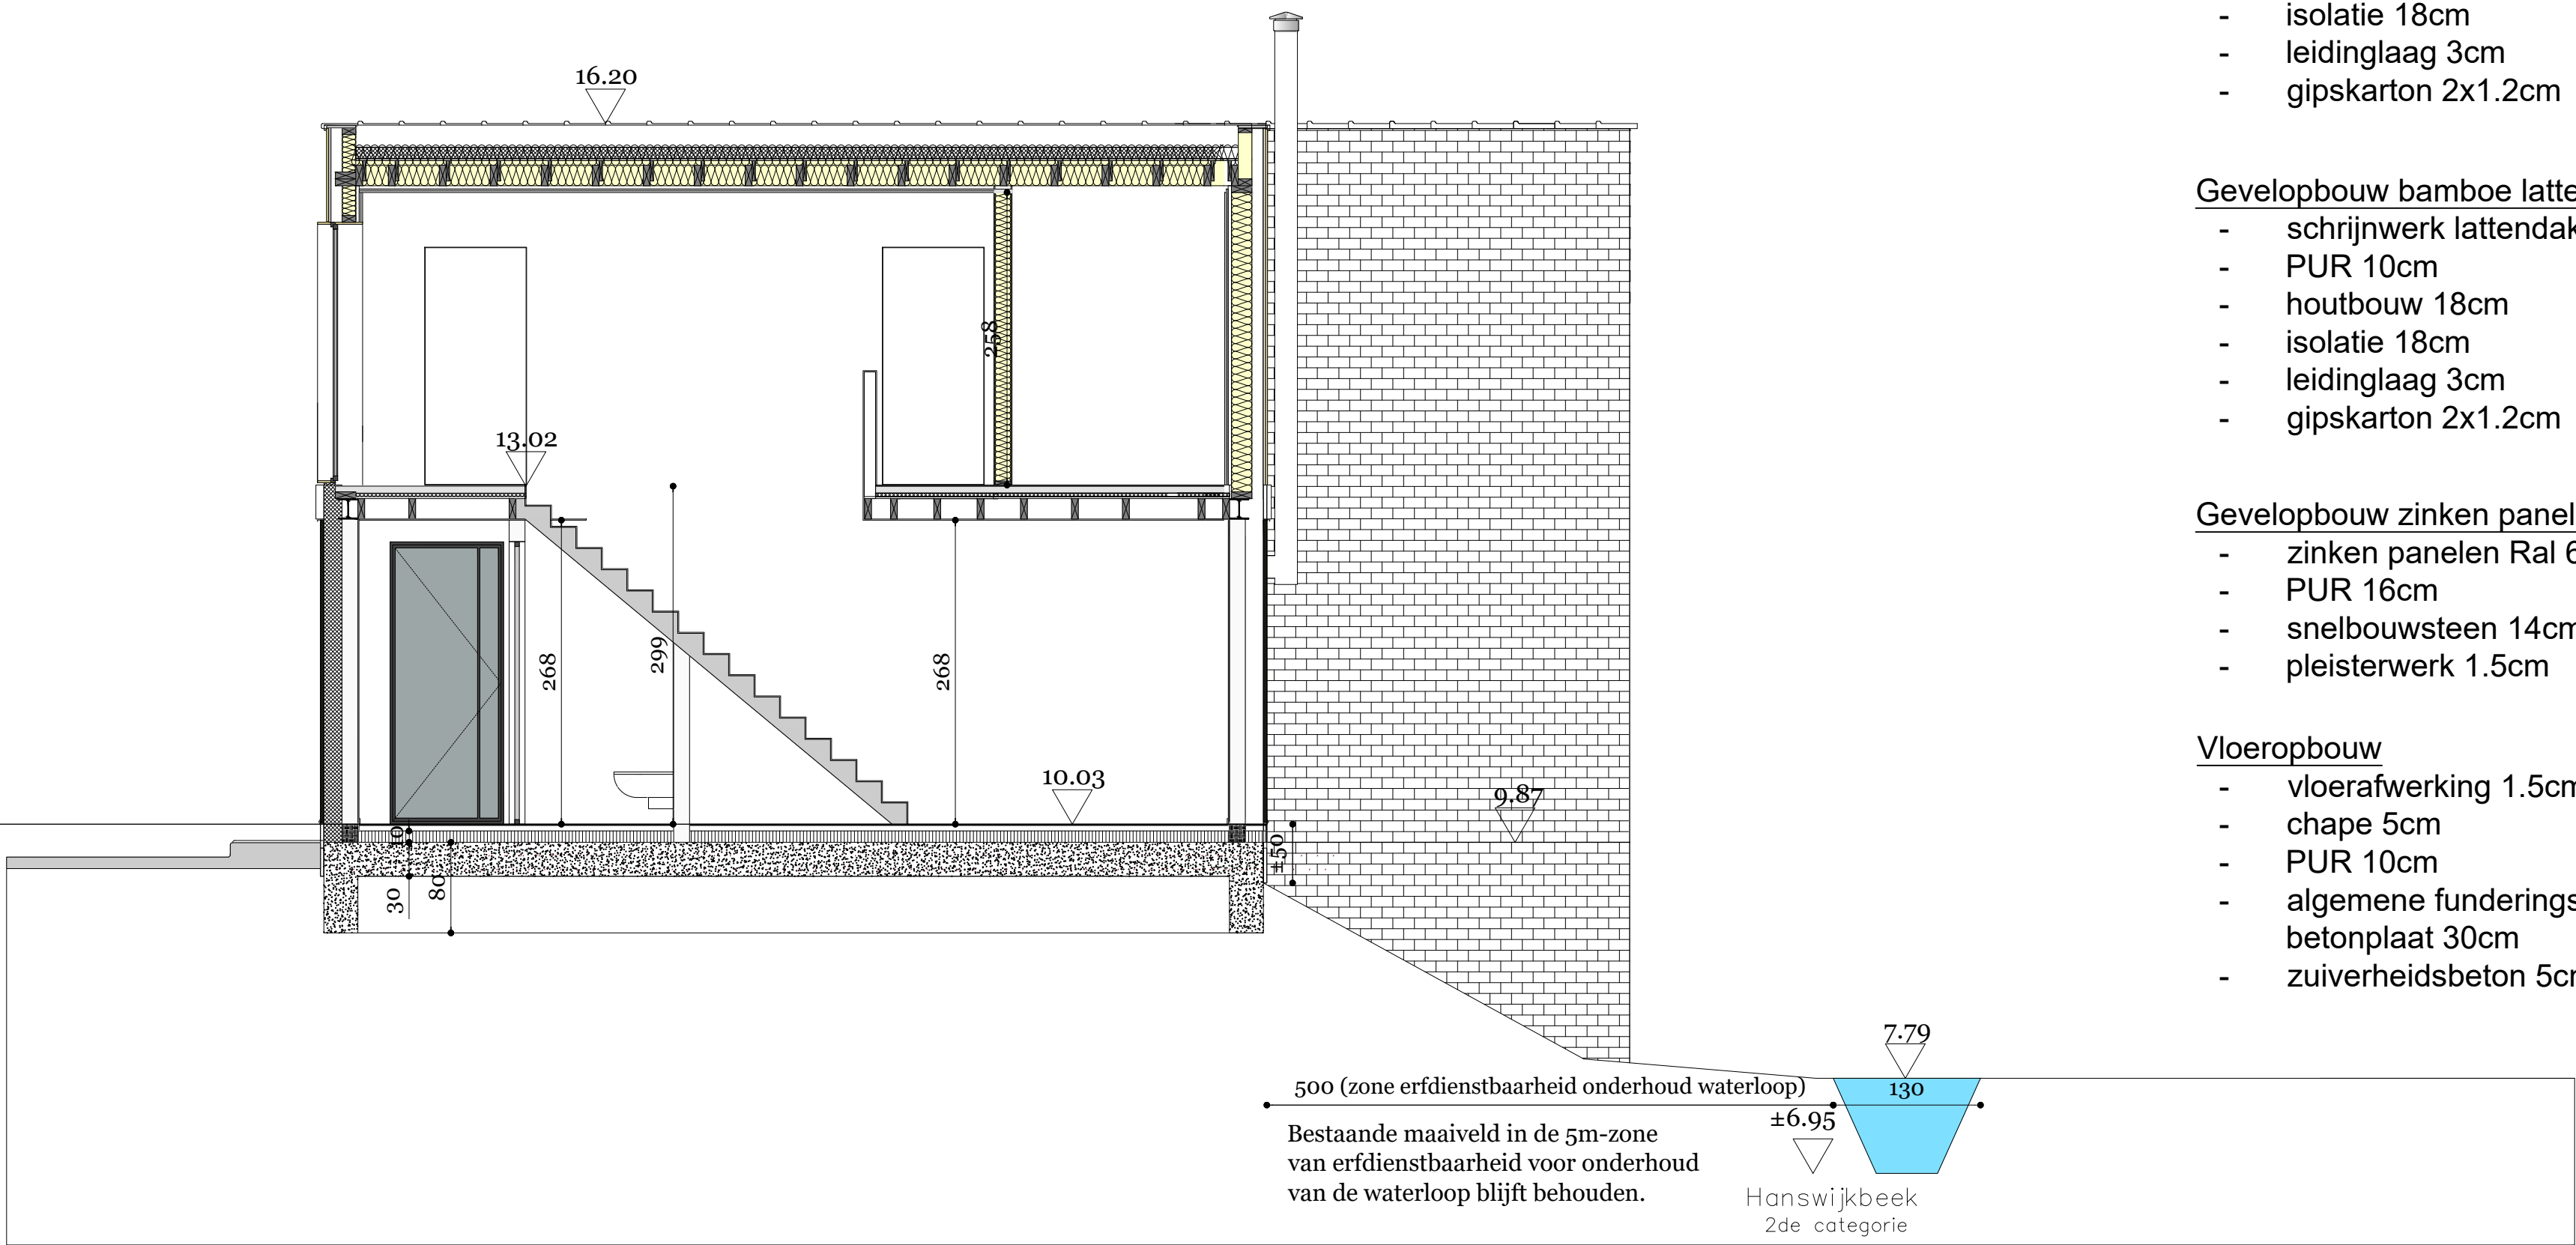 isolatie 18cm
- leidinglaag 3cm
- gipskarton 2x1.2cm
Gevelopbouw bamboe latte
- schrijnwerk lattendak
- PUR 10cm
- houtbouw 18cm
- isolatie 18cm
- leidinglaag 3cm
- gipskarton 2x1.2cm
Gevelopbouw zinken panel
- zinken panelen Ral 6
- PUR 16cm
- snelbouwsteen 14cm
- pleisterwerk 1.5cm
Vloeropbouw
- vloerafwerking 1.5cm
- chape 5cm
- PUR 10cm
- algemene funderings
betonplaat 30cm
- zuiverheidsbeton 5cm
16.20
258
13.02
268
299
268
10.03
9.87
10
±50
30
80
7.79
500 (zone erfdienstbaarheid onderhoud waterloop)
130
±6.95
Bestaande maaiveld in de 5m-zone
van erfdienstbaarheid voor onderhoud
van de waterloop blijft behouden.
Hanswijkbeek
2de categorie